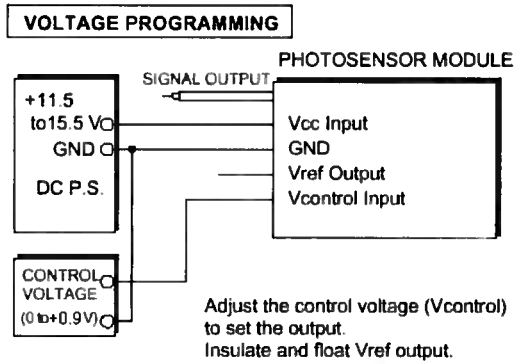 VOLTAGE PROGRAMMING
PHOTOSENSOR MODULE
SIGNAL OUTPUT
+11.5
to15.5 V
GND
DC P.S.
Vcc Input
GND
Vref Output
Vcontrol Input
CONTROL
VOLTAGE
(0 to+0.9V)
Adjust the control voltage (Vcontrol)
to set the output.
Insulate and float Vref output.